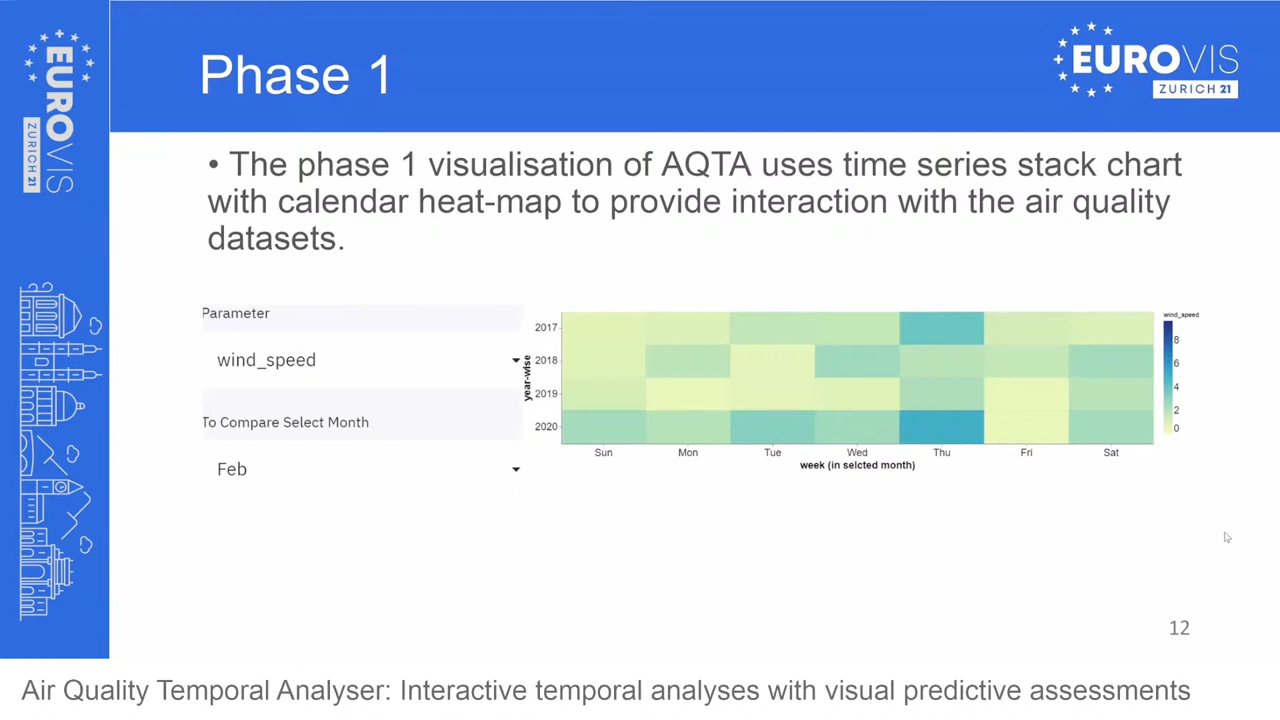 EUROVIS
ZURICH 21
Phase 1
EUROVIS
ZURICH 21
• The phase 1 visualisation of AQTA uses time series stack chart
with calendar heat-map to provide interaction with the air quality
datasets.
Parameter
wind_speed
To Compare Select Month
Feb
year-wise
2017
2018
2019
2020
Sun Mon Tue Wed Thu Fri Sat
week (in selcted month)
wind_speed
8
6
4
2
0
12
Air Quality Temporal Analyser: Interactive temporal analyses with visual predictive assessments